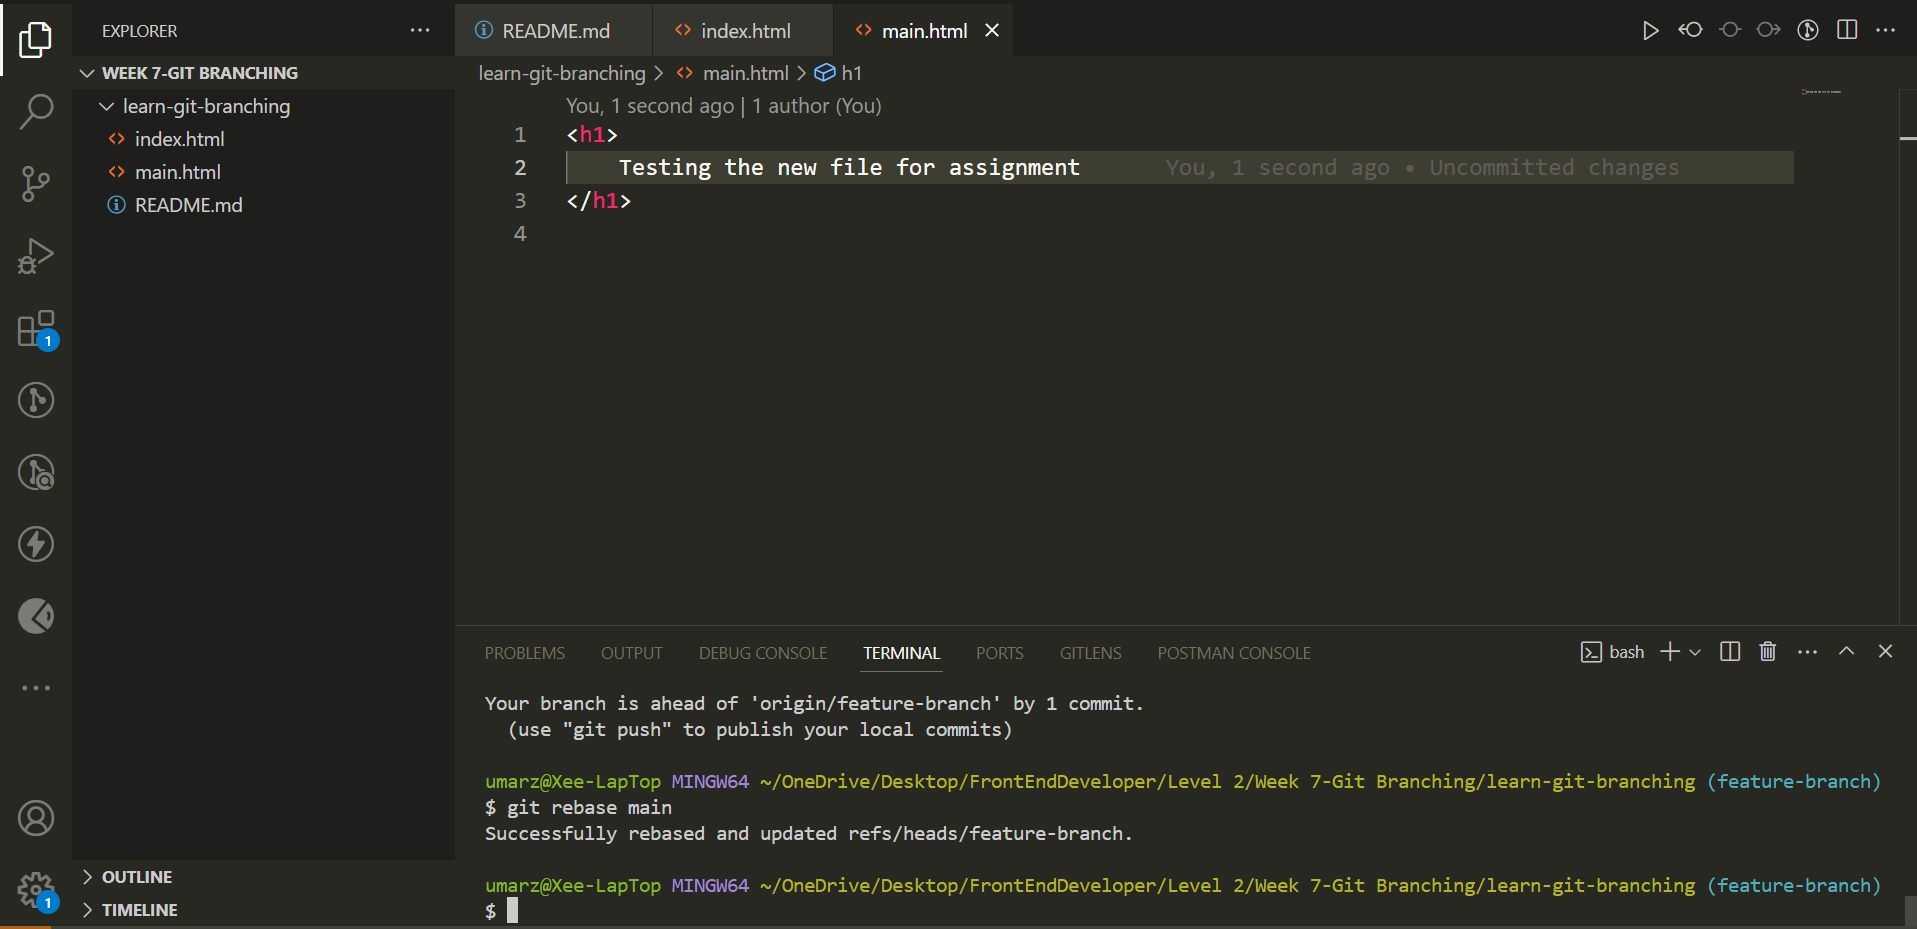 EXPLORER
WEEK 7-GIT BRANCHING
learn-git-branching
index.html
main.html
README.md
1
1
OUTLINE
TIMELINE
README.md index.html main.html
learn-git-branching main.html h1
You, 1 second ago | 1 author (You)
1 <h1>
2 Testing the new file for assignment You, 1 second ago • Uncommitted changes
3 </h1>
4
PROBLEMS OUTPUT DEBUG CONSOLE TERMINAL PORTS GITLENS POSTMAN CONSOLE bash
Your branch is ahead of 'origin/feature-branch' by 1 commit.
(use "git push" to publish your local commits)
umarz@Xee-LapTop MINGW64 ~/OneDrive/Desktop/FrontEndDeveloper/Level 2/Week 7-Git Branching/learn-git-branching (feature-branch)
$ git rebase main
Successfully rebased and updated refs/heads/feature-branch.
umarz@Xee-LapTop MINGW64 ~/OneDrive/Desktop/FrontEndDeveloper/Level 2/Week 7-Git Branching/learn-git-branching (feature-branch)
$